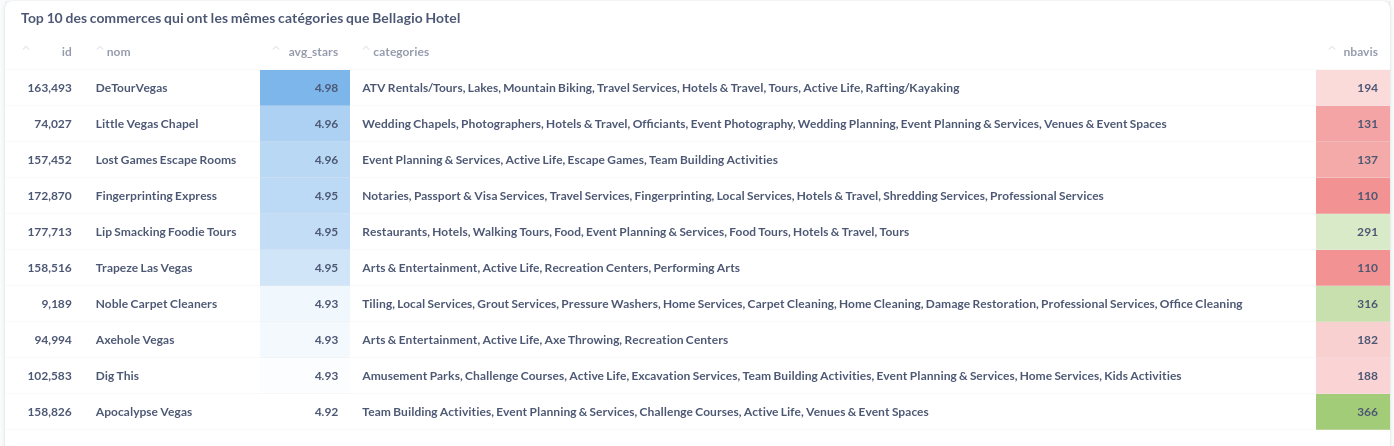 Top 10 des commerces qui ont les mêmes catégories que Bellagio Hotel
id nom avg_stars categories nbavis
163,493 DeTourVegas 4.98 ATV Rentals/Tours, Lakes, Mountain Biking, Travel Services, Hotels & Travel, Tours, Active Life, Rafting/Kayaking 194
74,027 Little Vegas Chapel 4.96 Wedding Chapels, Photographers, Hotels & Travel, Officiants, Event Photography, Wedding Planning, Event Planning & Services, Venues & Event Spaces 131
157,452 Lost Games Escape Rooms 4.96 Event Planning & Services, Active Life, Escape Games, Team Building Activities 137
172,870 Fingerprinting Express 4.95 Notaries, Passport & Visa Services, Travel Services, Fingerprinting, Local Services, Hotels & Travel, Shredding Services, Professional Services 110
177,713 Lip Smacking Foodie Tours 4.95 Restaurants, Hotels, Walking Tours, Food, Event Planning & Services, Food Tours, Hotels & Travel, Tours 291
158,516 Trapeze Las Vegas 4.95 Arts & Entertainment, Active Life, Recreation Centers, Performing Arts 110
9,189 Noble Carpet Cleaners 4.93 Tiling, Local Services, Grout Services, Pressure Washers, Home Services, Carpet Cleaning, Home Cleaning, Damage Restoration, Professional Services, Office Cleaning 316
94,994 Axehole Vegas 4.93 Arts & Entertainment, Active Life, Axe Throwing, Recreation Centers 182
102,583 Dig This 4.93 Amusement Parks, Challenge Courses, Active Life, Excavation Services, Team Building Activities, Event Planning & Services, Home Services, Kids Activities 188
158,826 Apocalypse Vegas 4.92 Team Building Activities, Event Planning & Services, Challenge Courses, Active Life, Venues & Event Spaces 366